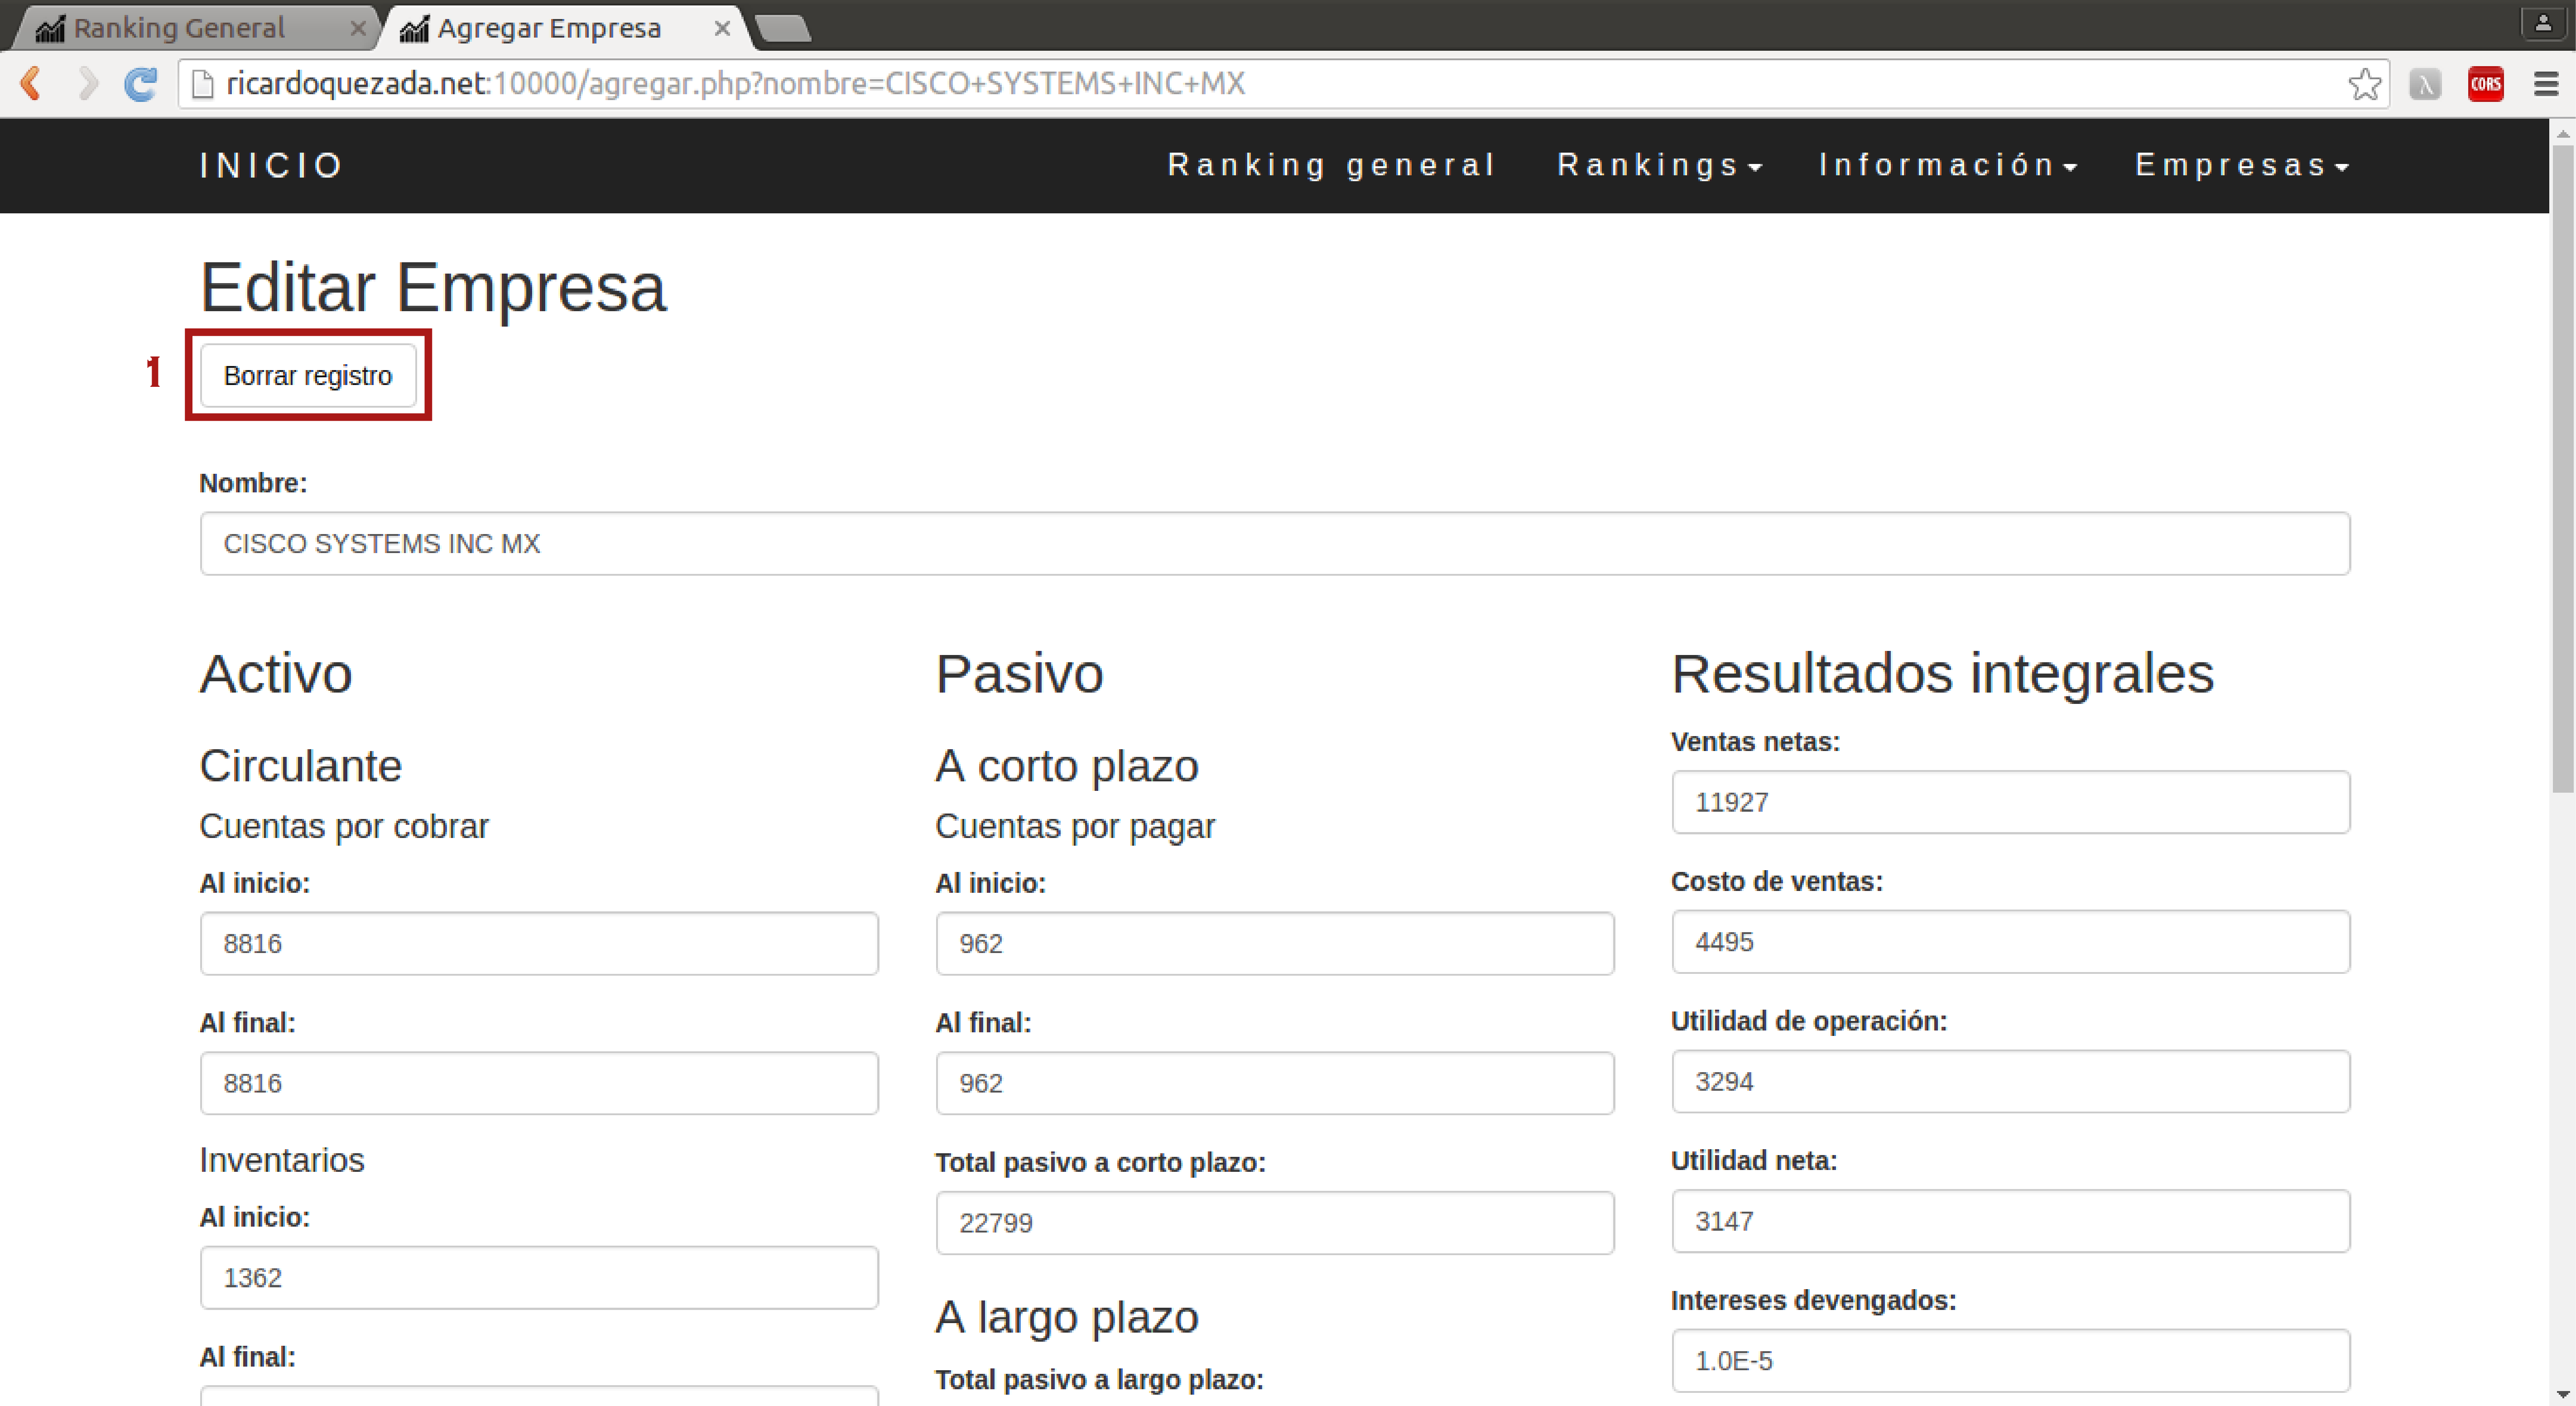 Ranking General
Agregar Empresa
ricardoquezada.net:10000/agregar.php?nombre=CISCO+SYSTEMS+INC+MX
λ
CORS
INICIO
Ranking general
Rankings
Información
Empresas
Editar Empresa
1
Borrar registro
Nombre:
CISCO SYSTEMS INC MX
Activo
Circulante
Cuentas por cobrar
Al inicio:
8816
Al final:
8816
Inventarios
Al inicio:
1362
Al final:
Pasivo
A corto plazo
Cuentas por pagar
Al inicio:
962
Al final:
962
Total pasivo a corto plazo:
22799
A largo plazo
Total pasivo a largo plazo:
Resultados integrales
Ventas netas:
11927
Costo de ventas:
4495
Utilidad de operación:
3294
Utilidad neta:
3147
Intereses devengados:
1.0E-5